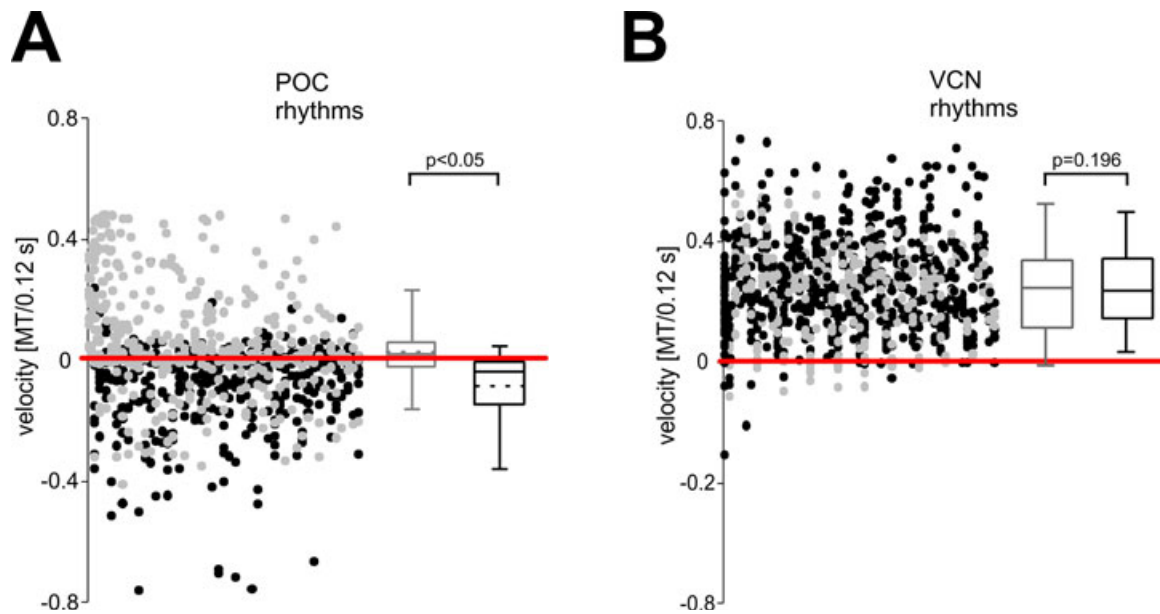 A
POC
rhythms
velocity [MT/0.12 s]
0.8
0.4
0
-0.4
-0.8
p<0.05
B
VCN
rhythms
velocity [MT/0.12 s]
0.8
0.4
0
-0.2
-0.8
p=0.196